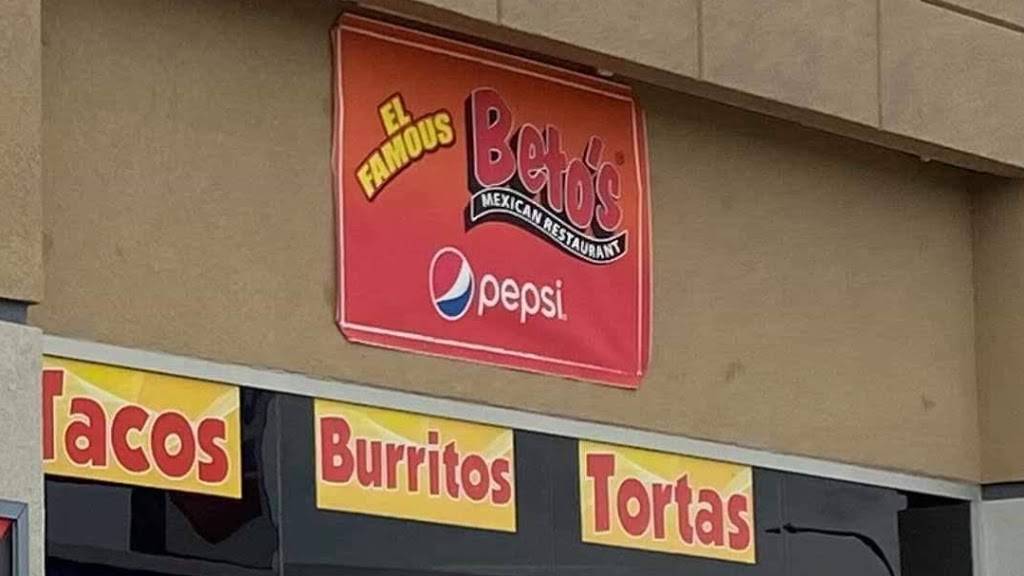 EL
FAMOUS
Beto's®
MEXICAN RESTAURANT
pepsi
Tacos
Burritos
Tortas